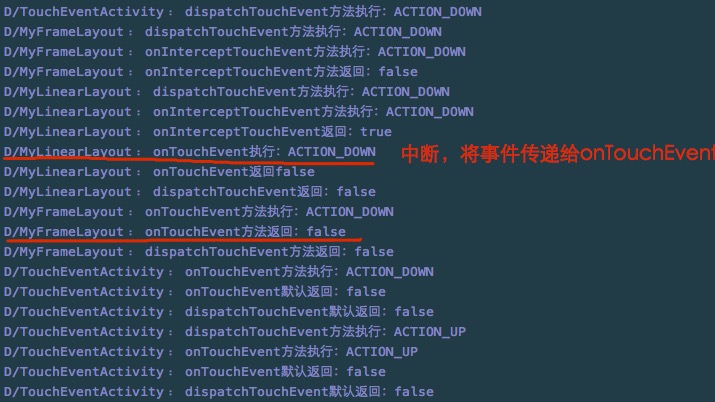 D/TouchEventActivity: dispatchTouchEvent方法执行: ACTION_DOWN
D/MyFrameLayout: dispatchTouchEvent方法执行: ACTION_DOWN
D/MyFrameLayout: onInterceptTouchEvent方法执行: ACTION_DOWN
D/MyFrameLayout: onInterceptTouchEvent方法返回: false
D/MyLinearLayout: dispatchTouchEvent方法执行: ACTION_DOWN
D/MyLinearLayout: onInterceptTouchEvent方法执行: ACTION_DOWN
D/MyLinearLayout: onInterceptTouchEvent返回: true
D/MyLinearLayout: onTouchEvent执行: ACTION_DOWN 中断，将事件传递给onTouchEvent
D/MyLinearLayout: onTouchEvent返回false
D/MyLinearLayout: dispatchTouchEvent返回: false
D/MyFrameLayout: onTouchEvent方法执行: ACTION_DOWN
D/MyFrameLayout: onTouchEvent方法返回: false
D/MyFrameLayout: dispatchTouchEvent方法返回: false
D/TouchEventActivity: onTouchEvent方法执行: ACTION_DOWN
D/TouchEventActivity: onTouchEvent默认返回: false
D/TouchEventActivity: dispatchTouchEvent默认返回: false
D/TouchEventActivity: dispatchTouchEvent方法执行: ACTION_UP
D/TouchEventActivity: onTouchEvent方法执行: ACTION_UP
D/TouchEventActivity: onTouchEvent默认返回: false
D/TouchEventActivity: dispatchTouchEvent默认返回: false